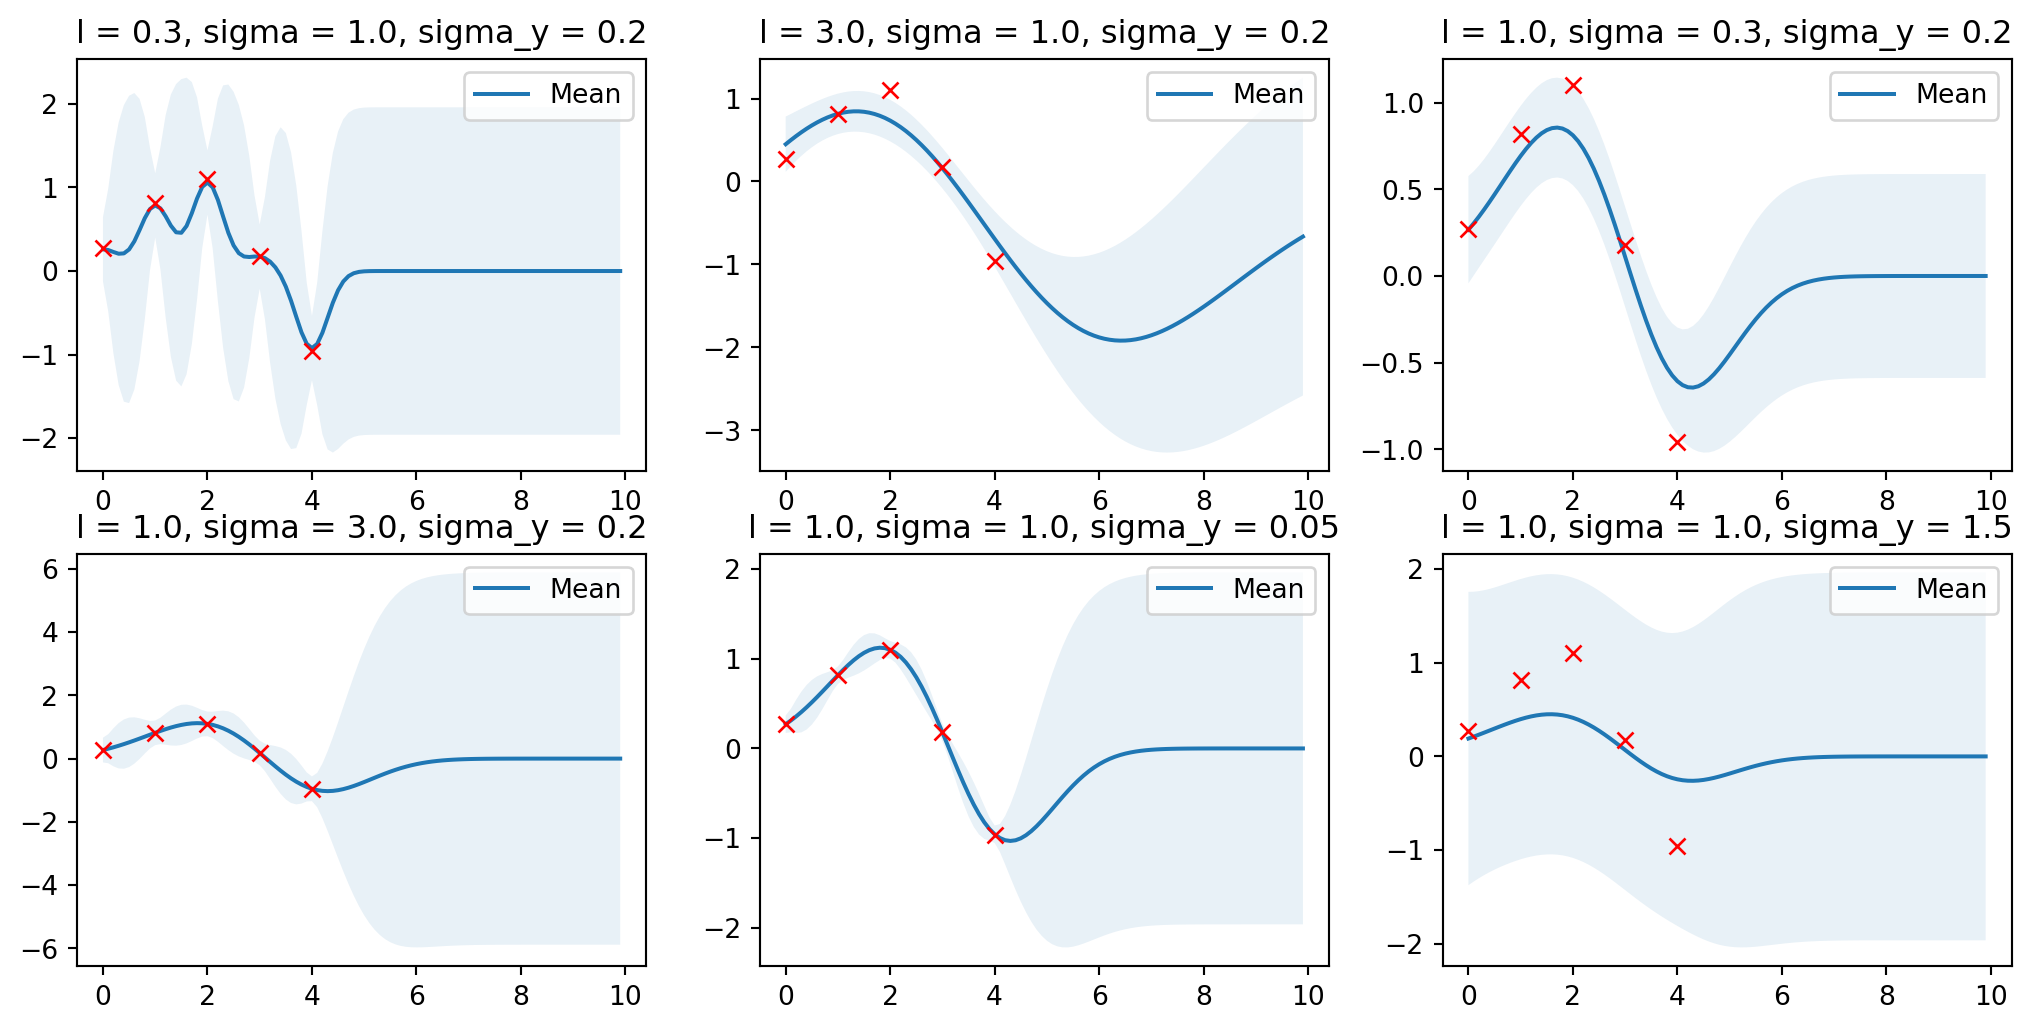 l = 0.3, sigma = 1.0, sigma_y = 0.2
Mean
2
1
0
−1
−2
0 2 4 6 8 10
l = 3.0, sigma = 1.0, sigma_y = 0.2
Mean
1
0
−1
−2
−3
0 2 4 6 8 10
l = 1.0, sigma = 0.3, sigma_y = 0.2
Mean
1.0
0.5
0.0
−0.5
−1.0
0 2 4 6 8 10
l = 1.0, sigma = 3.0, sigma_y = 0.2
Mean
6
4
2
0
−2
−4
−6
0 2 4 6 8 10
l = 1.0, sigma = 1.0, sigma_y = 0.05
Mean
2
1
0
−1
−2
0 2 4 6 8 10
l = 1.0, sigma = 1.0, sigma_y = 1.5
Mean
2
1
0
−1
−2
0 2 4 6 8 10